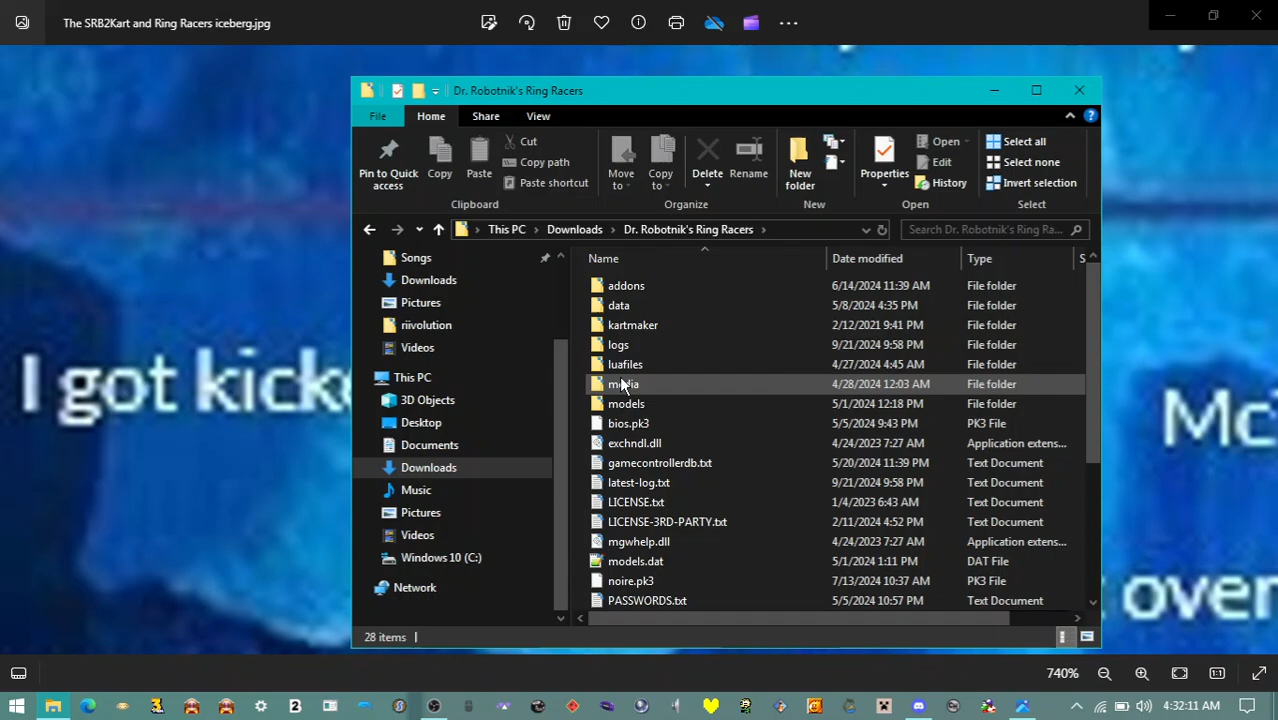 The SRB2Kart and Ring Racers iceberg.jpg
Dr. Robotnik's Ring Racers
File Home Share View
Pin to Quick access
Copy
Paste
Cut
Copy path
Paste shortcut
Move to
Copy to
Delete
Rename
New folder
Properties
Open
Edit
History
Select all
Select none
Invert selection
Clipboard Organize New Open Select
This PC Downloads Dr. Robotnik's Ring Racers
Search Dr. Robotnik's Ring Ra...
Songs
Downloads
Pictures
riivolution
Videos
This PC
3D Objects
Desktop
Documents
Downloads
Music
Pictures
Videos
Windows 10 (C:)
Network
Name Date modified Type S
addons 6/14/2024 11:39 AM File folder
data 5/8/2024 4:35 PM File folder
kartmaker 2/12/2021 9:41 PM File folder
logs 9/21/2024 9:58 PM File folder
luafiles 4/27/2024 4:45 AM File folder
media 4/28/2024 12:03 AM File folder
models 5/1/2024 12:18 PM File folder
bios.pk3 5/5/2024 9:43 PM PK3 File
exchndl.dll 4/24/2023 7:27 AM Application extens...
gamecontrollerdb.txt 5/20/2024 11:39 PM Text Document
latest-log.txt 9/21/2024 9:58 PM Text Document
LICENSE.txt 1/4/2023 6:43 AM Text Document
LICENSE-3RD-PARTY.txt 2/11/2024 4:52 PM Text Document
mgwhelp.dll 4/24/2023 7:27 AM Application extens...
models.dat 5/1/2024 1:11 PM DAT File
noire.pk3 7/13/2024 10:37 AM PK3 File
PASSWORDS.txt 5/5/2024 10:57 PM Text Document
28 items
I got kicke
Mc
over
740%
1:1
2
4:32:11 AM